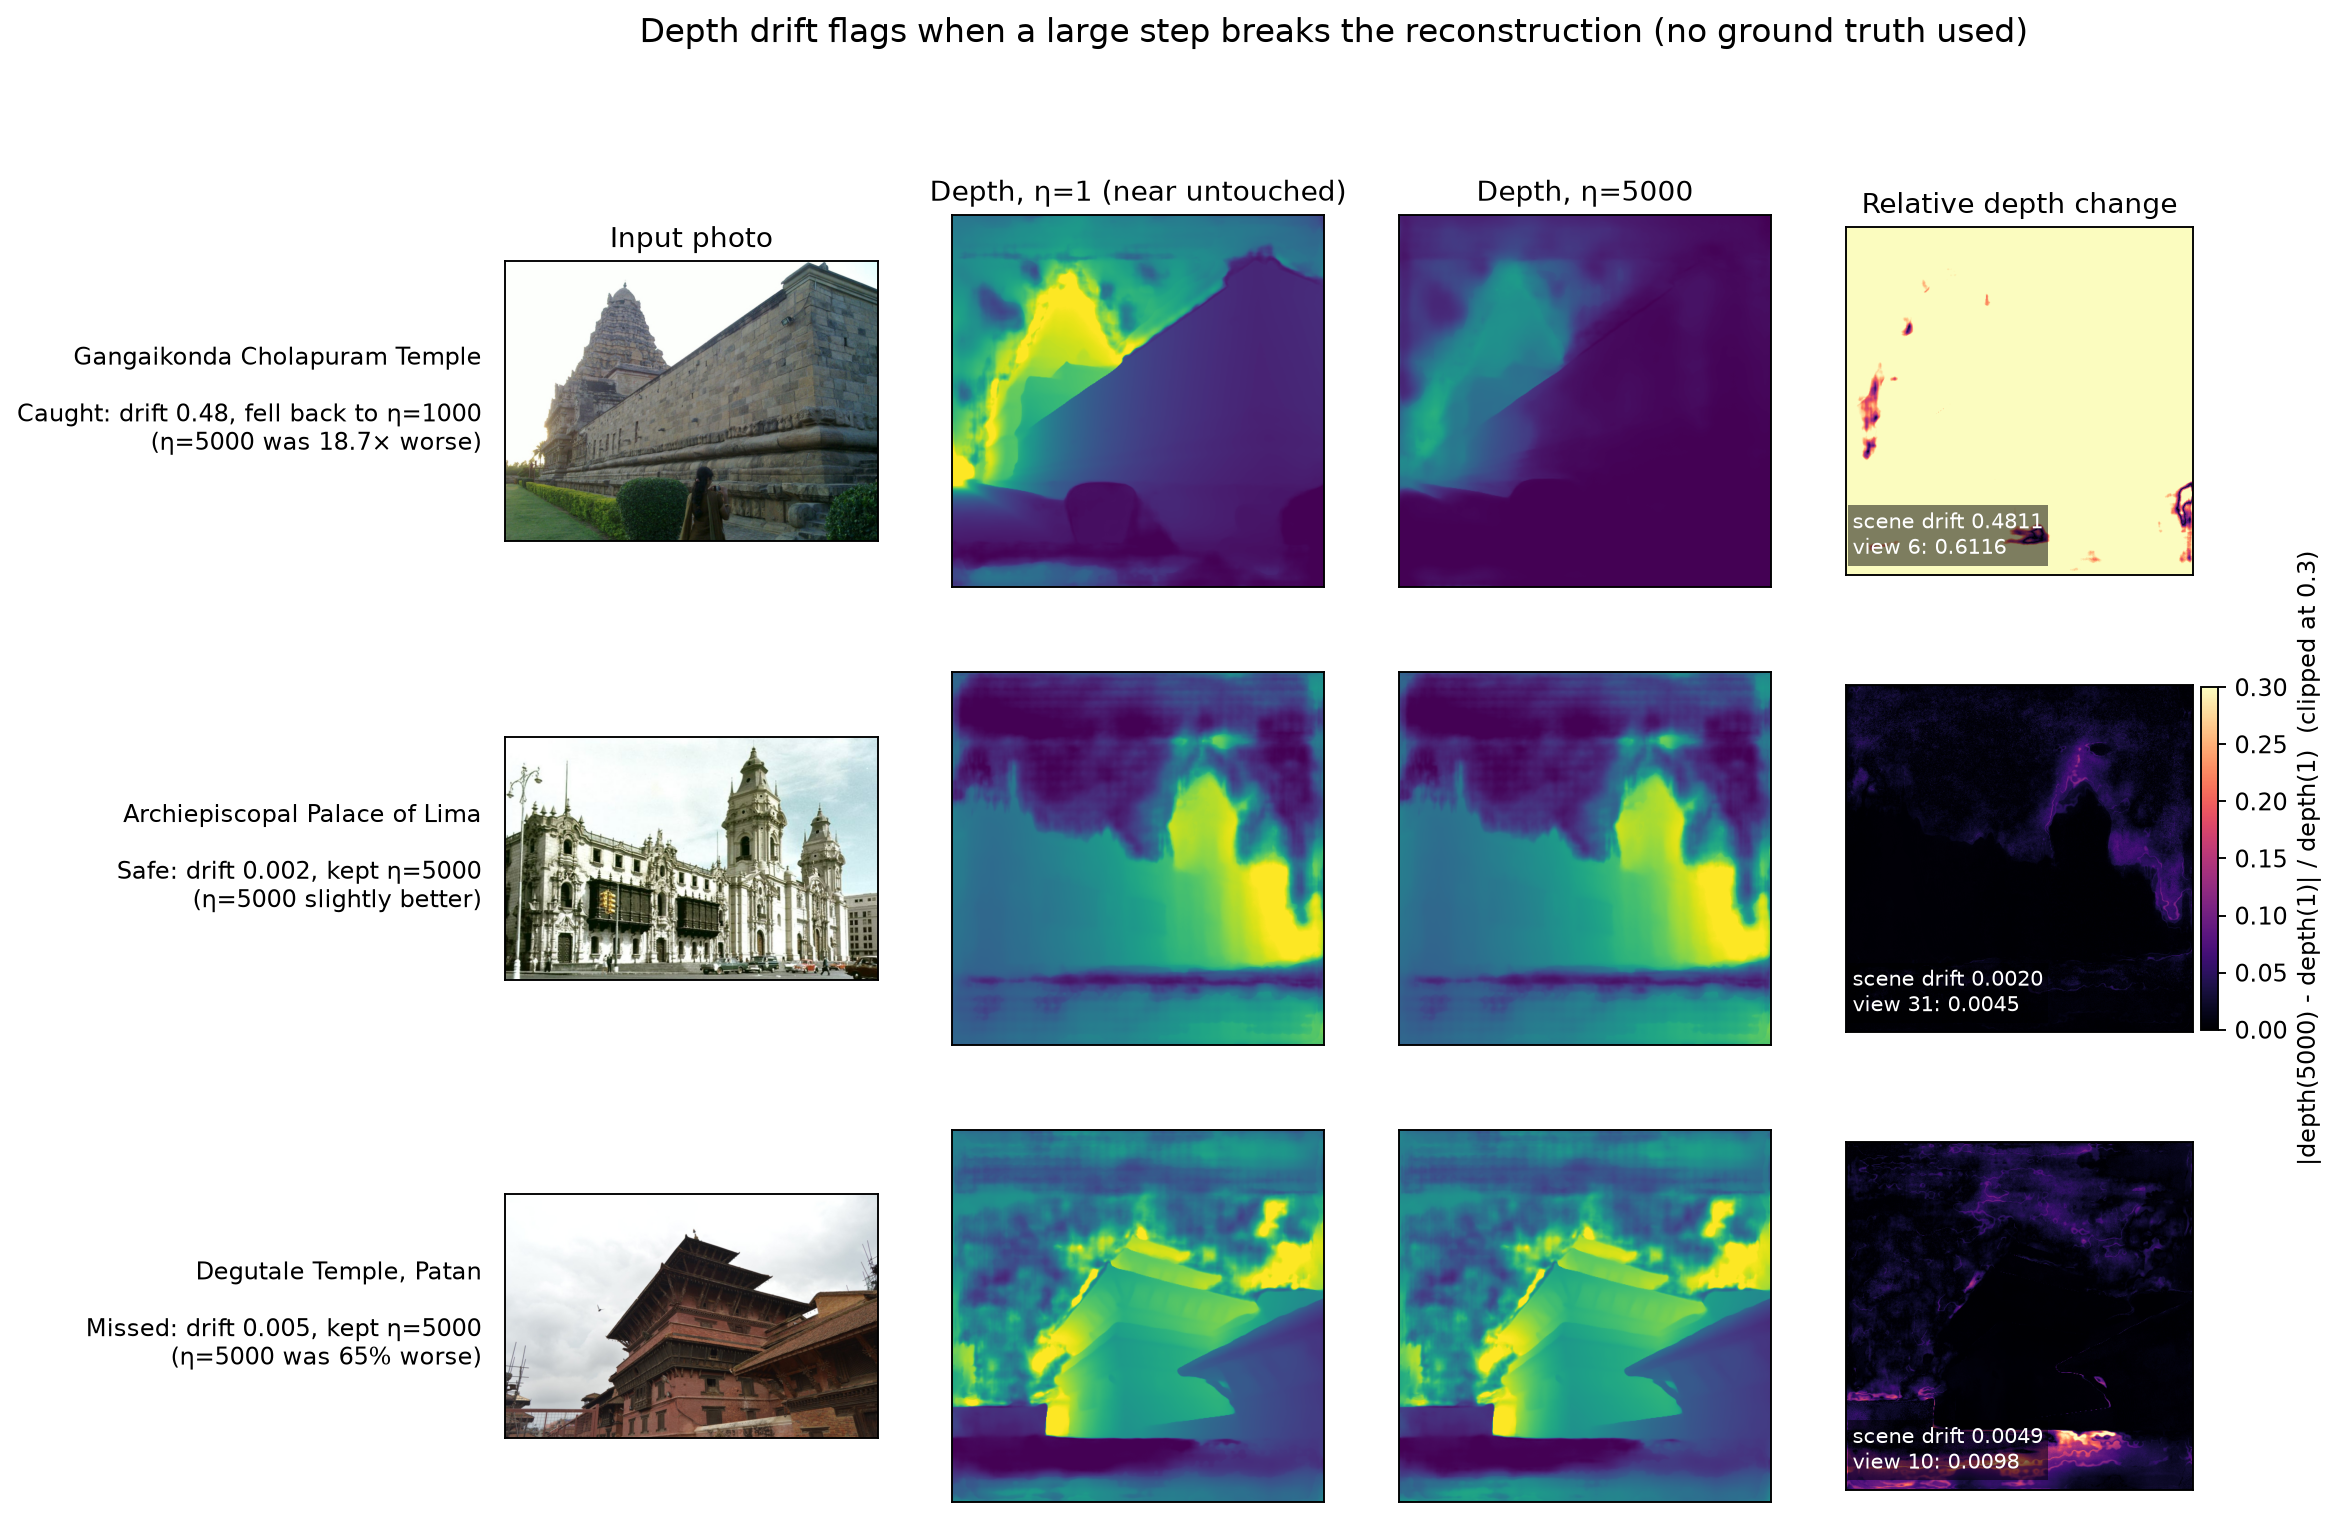 Depth drift flags when a large step breaks the reconstruction (no ground truth used)
Input photo
Depth, η=1 (near untouched)
Depth, η=5000
Relative depth change
Gangaikonda Cholapuram Temple
Caught: drift 0.48, fell back to η=1000
(η=5000 was 18.7× worse)
scene drift 0.4811
view 6: 0.6116
Archiepiscopal Palace of Lima
Safe: drift 0.002, kept η=5000
(η=5000 slightly better)
scene drift 0.0020
view 31: 0.0045
0.30
0.25
0.20
0.15
0.10
0.05
0.00
|depth(5000) - depth(1)| / depth(1)  (clipped at 0.3)
Degutale Temple, Patan
Missed: drift 0.005, kept η=5000
(η=5000 was 65% worse)
scene drift 0.0049
view 10: 0.0098